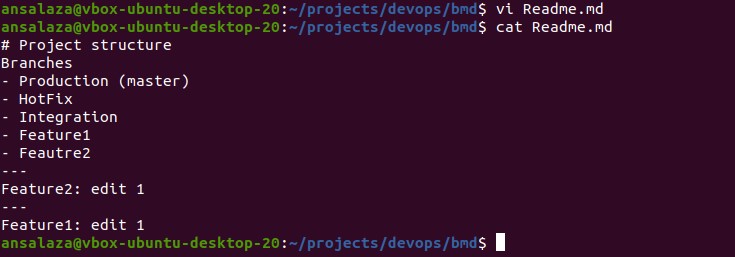 ansalaza@vbox-ubuntu-desktop-20:~/projects/devops/bmd$ vi Readme.md
ansalaza@vbox-ubuntu-desktop-20:~/projects/devops/bmd$ cat Readme.md
# Project structure
Branches
- Production (master)
- HotFix
- Integration
- Feature1
- Feautre2
---
Feature2: edit 1
---
Feature1: edit 1
ansalaza@vbox-ubuntu-desktop-20:~/projects/devops/bmd$